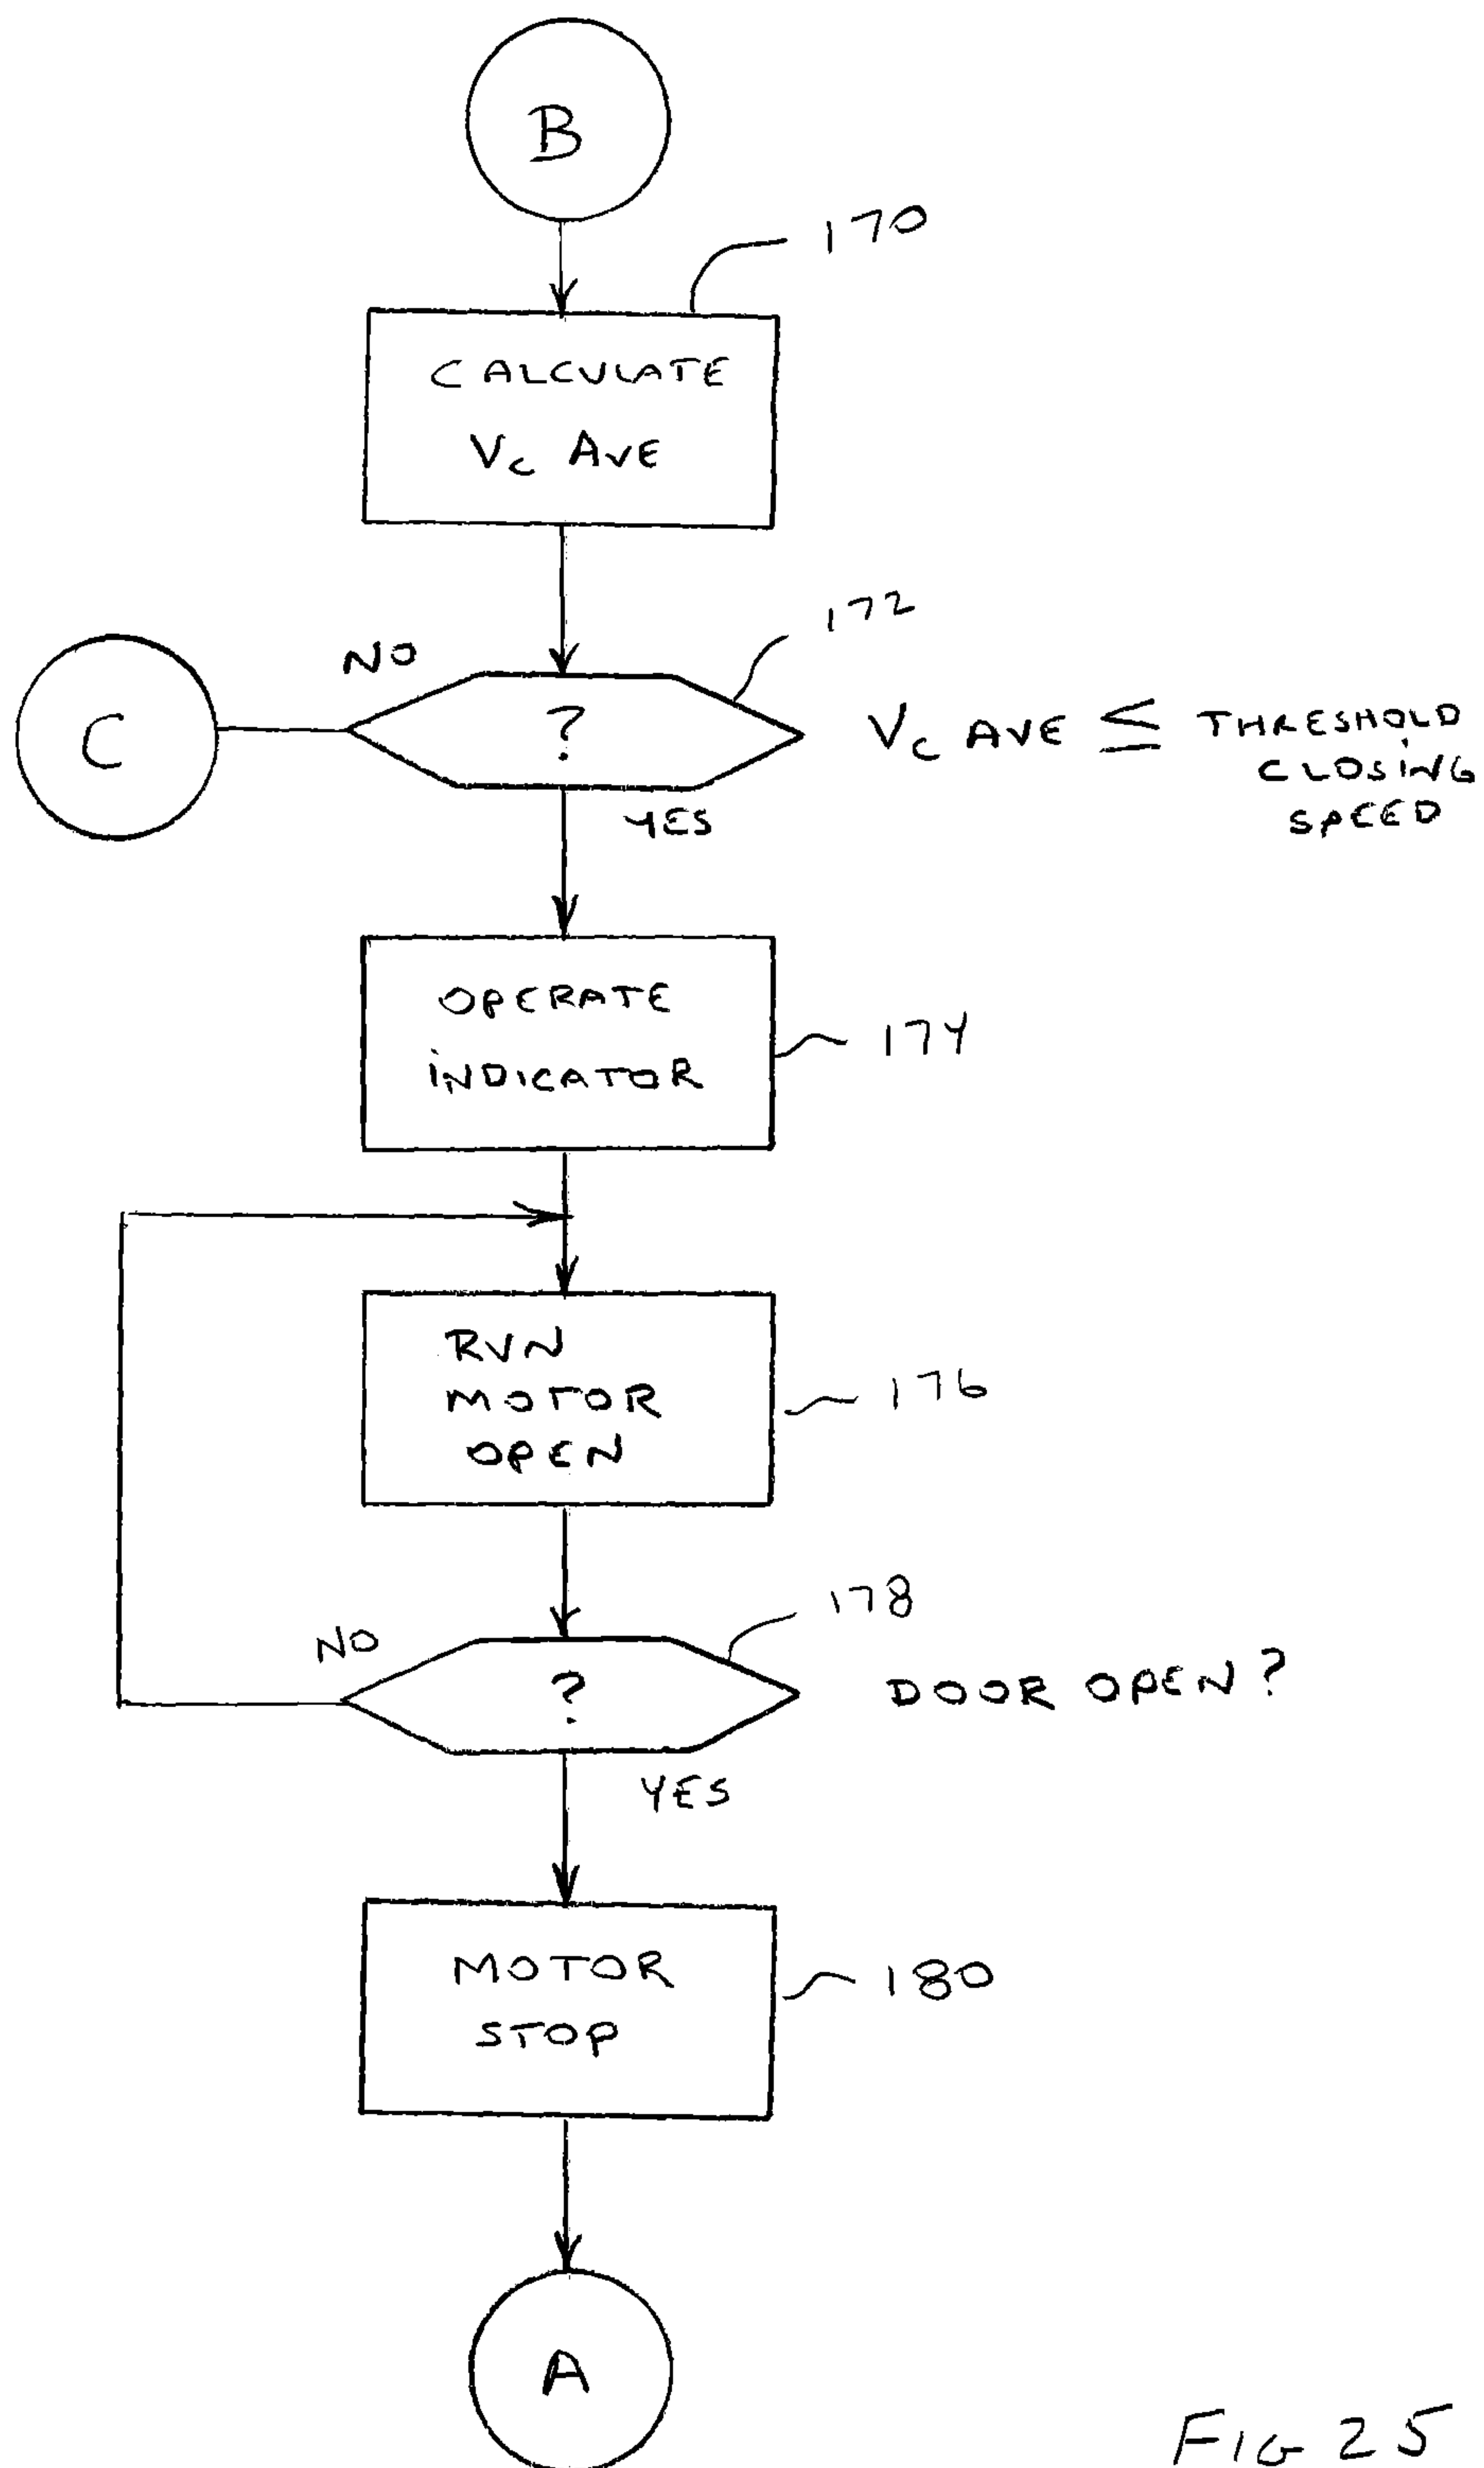 B
170
CALCULATE
Vc AVE
172
NO
C
?
Vc AVE ≤ THRESHOLD
CLOSING
SPEED
YES
OPERATE
INDICATOR
174
RUN
MOTOR
OPEN
176
178
NO
?
DOOR OPEN?
YES
MOTOR
STOP
180
A
FIG 25